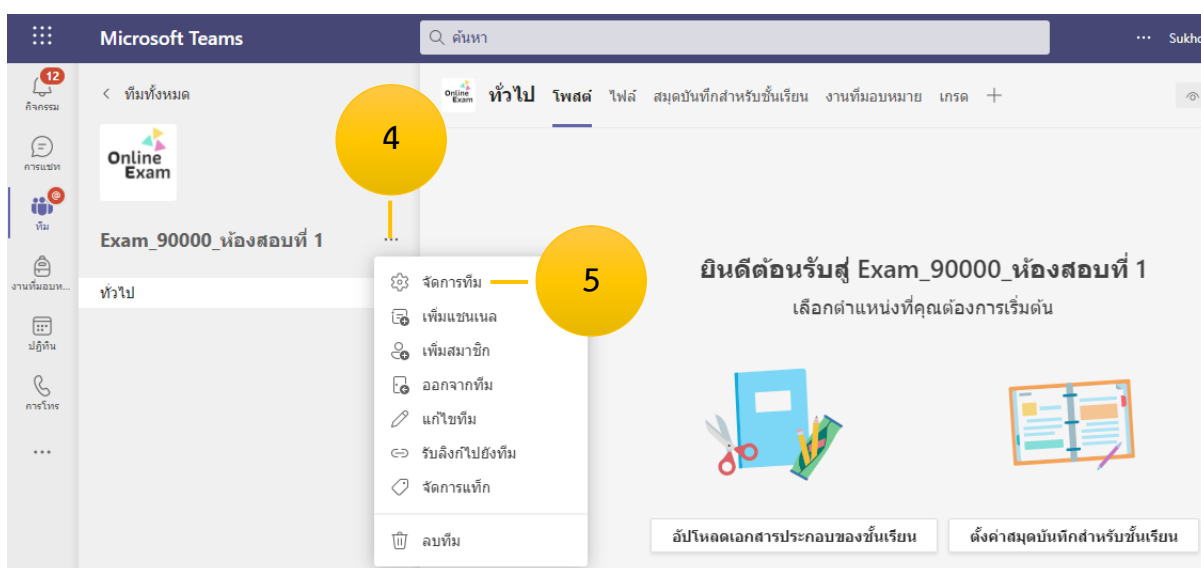 Microsoft Teams
ค้นหา
Sukho
12
กิจกรรม
การแชท
@
ทีม
งานที่มอบห...
ปฏิทิน
การโทร
ทีมทั้งหมด
Online
Exam
Exam_90000_ห้องสอบที่ 1
ทั่วไป
4
5
จัดการทีม
เพิ่มแชนเนล
เพิ่มสมาชิก
ออกจากทีม
แก้ไขทีม
รับลิงก์ไปยังทีม
จัดการแท็ก
ลบทีม
Online
Exam
ทั่วไป โพสต์ ไฟล์ สมุดบันทึกสำหรับชั้นเรียน งานที่มอบหมาย เกรด
ยินดีต้อนรับสู่ Exam_90000_ห้องสอบที่ 1
เลือกตำแหน่งที่คุณต้องการเริ่มต้น
อัปโหลดเอกสารประกอบของชั้นเรียน
ตั้งค่าสมุดบันทึกสำหรับชั้นเรียน